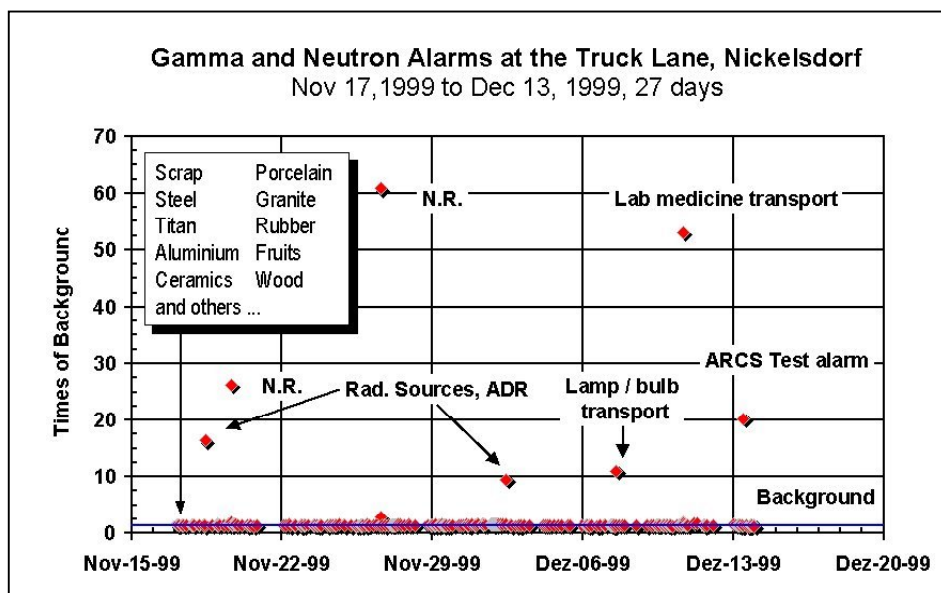 Gamma and Neutron Alarms at the Truck Lane, Nickelsdorf
Nov 17,1999 to Dec 13, 1999, 27 days
Times of Background
70
60
50
40
30
20
10
0
Scrap Porcelain
Steel Granite
Titan Rubber
Aluminium Fruits
Ceramics Wood
and others ...
N.R.
Lab medicine transport
N.R.
Rad. Sources, ADR
Lamp / bulb
transport
ARCS Test alarm
Background
Nov-15-99 Nov-22-99 Nov-29-99 Dez-06-99 Dez-13-99 Dez-20-99